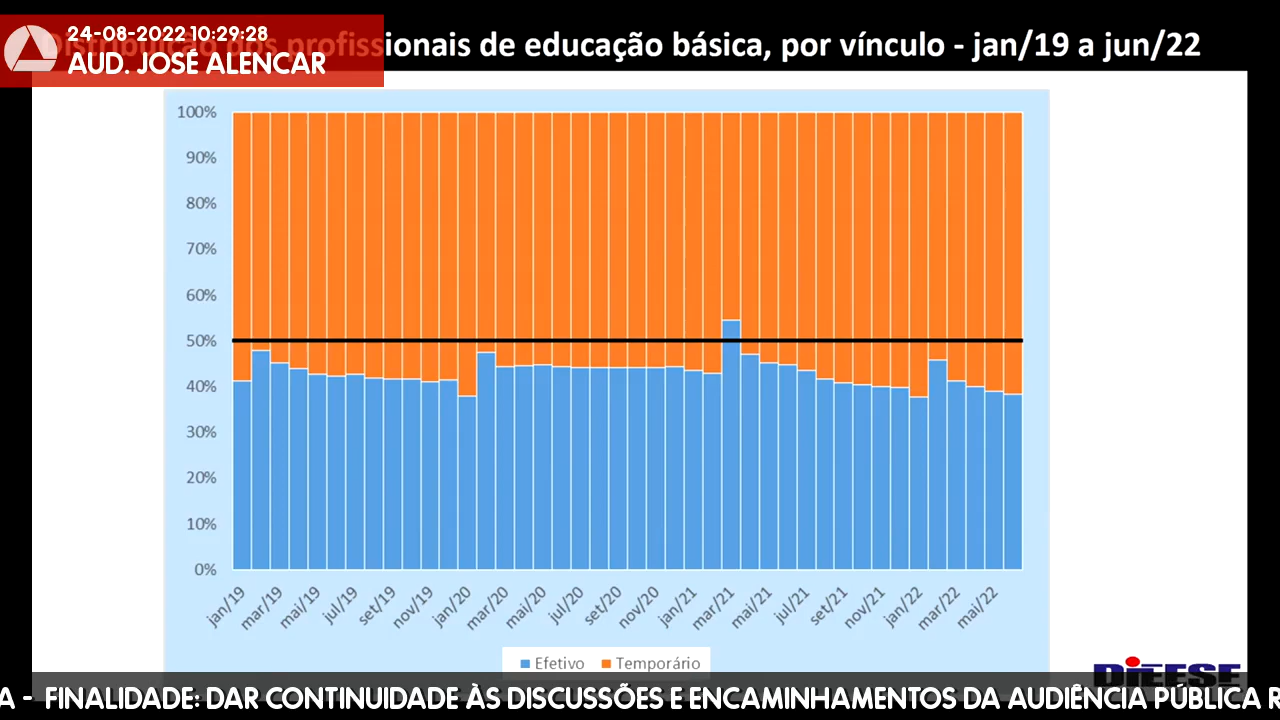 24-08-2022 10:29:28
AUD. JOSÉ ALENCAR
Distribuição dos profissionais de educação básica, por vínculo - jan/19 a jun/22
100%
90%
80%
70%
60%
50%
40%
30%
20%
10%
0%
jan/19
mar/19
mai/19
jul/19
set/19
nov/19
jan/20
mar/20
mai/20
jul/20
set/20
nov/20
jan/21
mar/21
mai/21
jul/21
set/21
nov/21
jan/22
mar/22
mai/22
Efetivo
Temporário
DIEESE
A - FINALIDADE: DAR CONTINUIDADE ÀS DISCUSSÕES E ENCAMINHAMENTOS DA AUDIÊNCIA PÚBLICA R